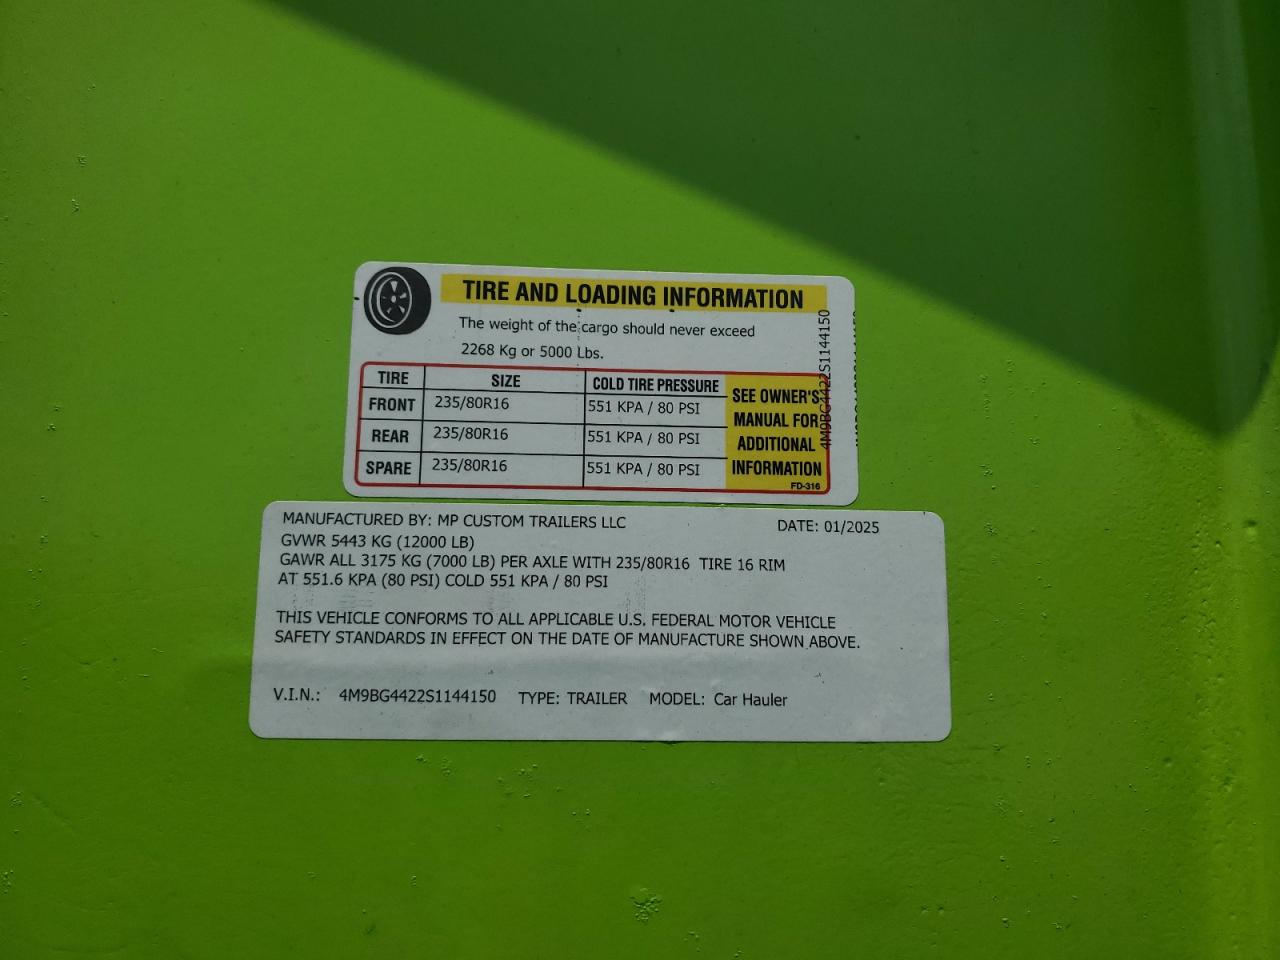 TIRE AND LOADING INFORMATION
The weight of the cargo should never exceed
2268 Kg or 5000 Lbs.
TIRE SIZE COLD TIRE PRESSURE
FRONT 235/80R16 551 KPA / 80 PSI
REAR 235/80R16 551 KPA / 80 PSI
SPARE 235/80R16 551 KPA / 80 PSI
SEE OWNER'S
MANUAL FOR
ADDITIONAL
INFORMATION
FD-316
4M9BG4422S1144150
MANUFACTURED BY: MP CUSTOM TRAILERS LLC DATE: 01/2025
GVWR 5443 KG (12000 LB)
GAWR ALL 3175 KG (7000 LB) PER AXLE WITH 235/80R16 TIRE 16 RIM
AT 551.6 KPA (80 PSI) COLD 551 KPA / 80 PSI
THIS VEHICLE CONFORMS TO ALL APPLICABLE U.S. FEDERAL MOTOR VEHICLE
SAFETY STANDARDS IN EFFECT ON THE DATE OF MANUFACTURE SHOWN ABOVE.
V.I.N.: 4M9BG4422S1144150 TYPE: TRAILER MODEL: Car Hauler